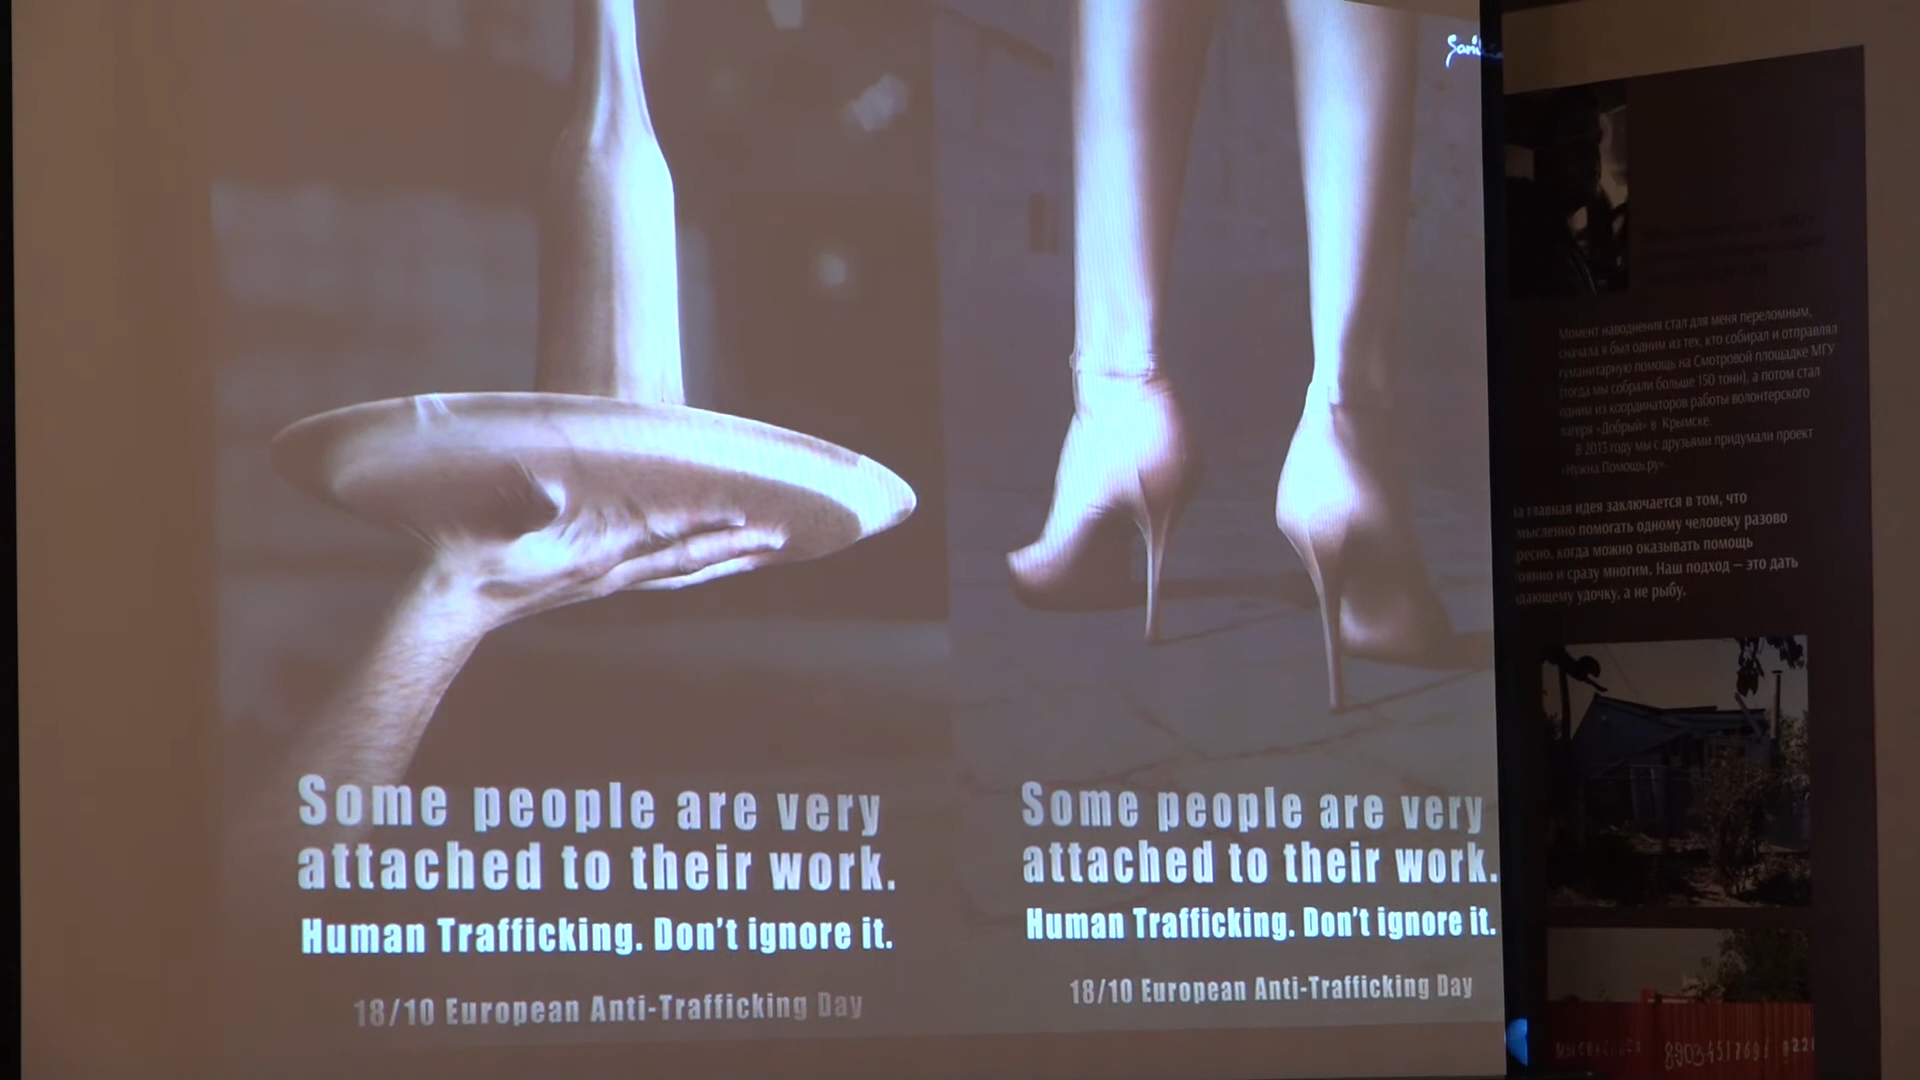 Some people are very
attached to their work.
Human Trafficking. Don't ignore it.
18/10 European Anti-Trafficking Day
Some people are very
attached to their work.
Human Trafficking. Don't ignore it.
18/10 European Anti-Trafficking Day
Момент наводнения стал для меня переломным,
сначала я был одним из тех, кто собирал и отправлял
гуманитарную помощь на Смотровой площадке МГУ
(тогда мы собрали больше 150 тонн), а потом стал
одним из координаторов работы волонтерского
лагеря «Добрый» в Крымске.
В 2013 году мы с друзьями придумали проект
«Нужна Помощь.ру».
главная идея заключается в том, что
помогать одному человеку разово
когда можно оказывать помощь
и сразу многим. Наш подход — это дать
удочку, а не рыбу.